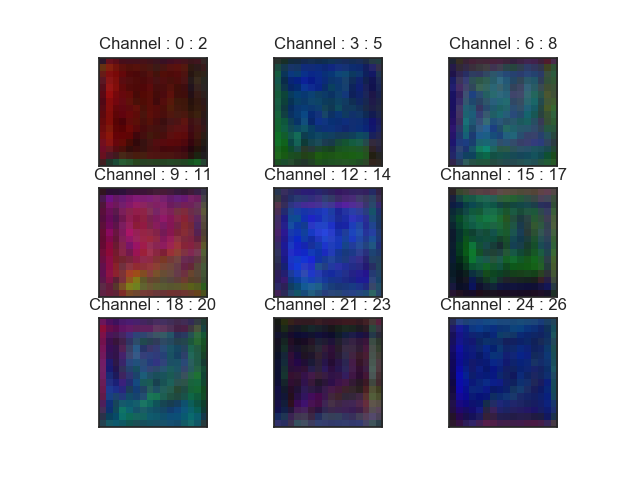 Channel : 0 : 2
Channel : 3 : 5
Channel : 6 : 8
Channel : 9 : 11
Channel : 12 : 14
Channel : 15 : 17
Channel : 18 : 20
Channel : 21 : 23
Channel : 24 : 26